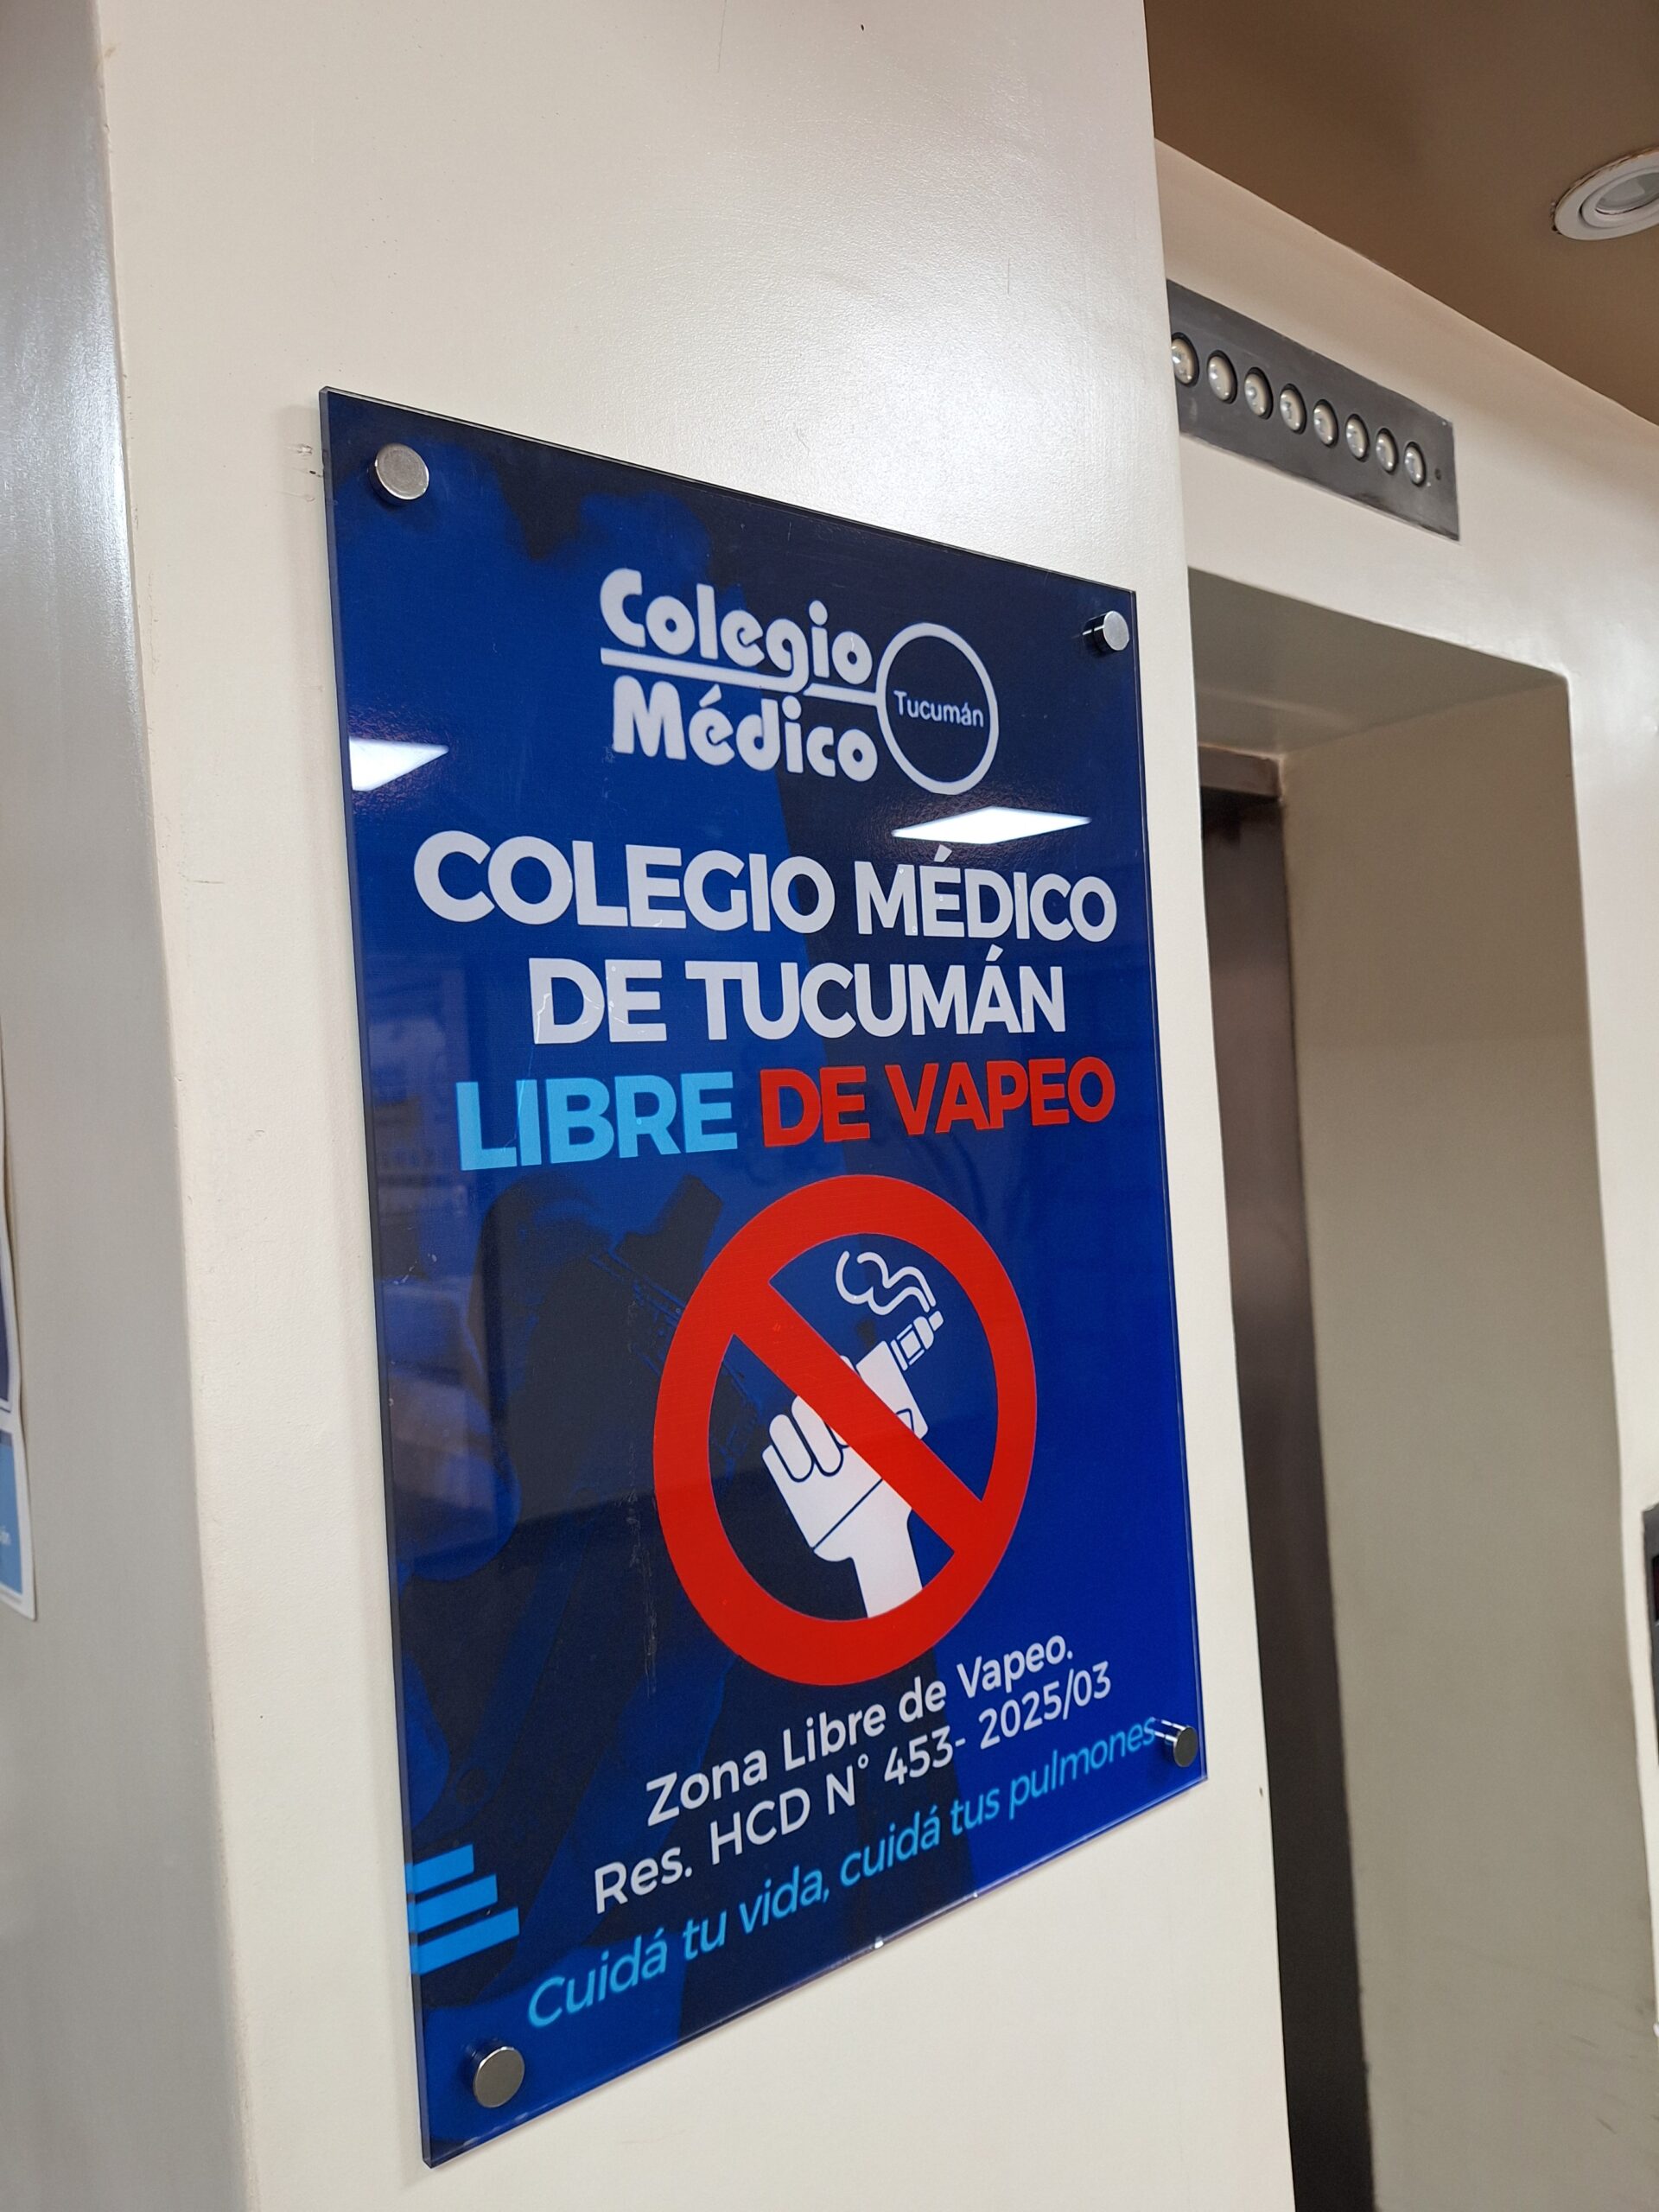 Colegio
Médico
Tucumán
COLEGIO MÉDICO
DE TUCUMÁN
LIBRE DE VAPEO
Zona Libre de Vapeo.
Res. HCD N° 453- 2025/03
Cuidá tu vida, cuidá tus pulmones